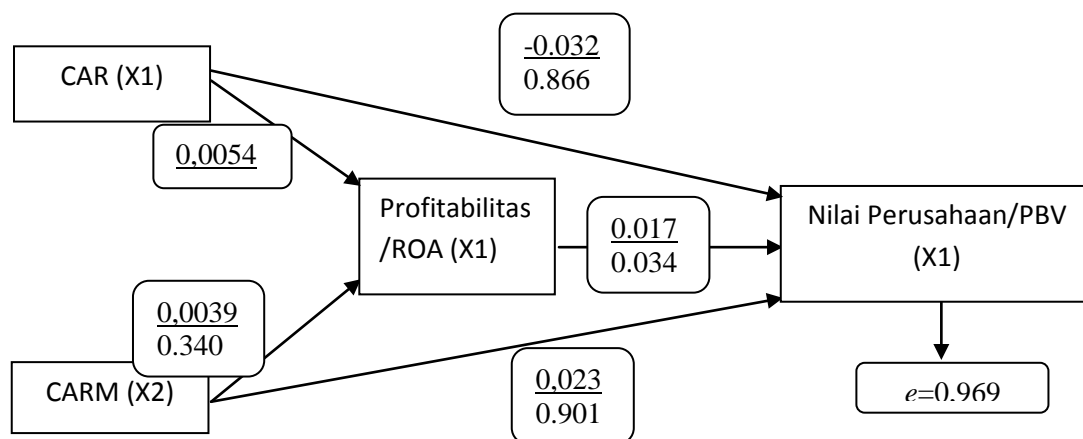 -0.032
0.866
CAR (X1)
0,0054
Profitabilitas
/ROA (X1)
0.017
0.034
Nilai Perusahaan/PBV
(X1)
0,0039
0.340
CARM (X2)
0,023
0.901
e=0.969